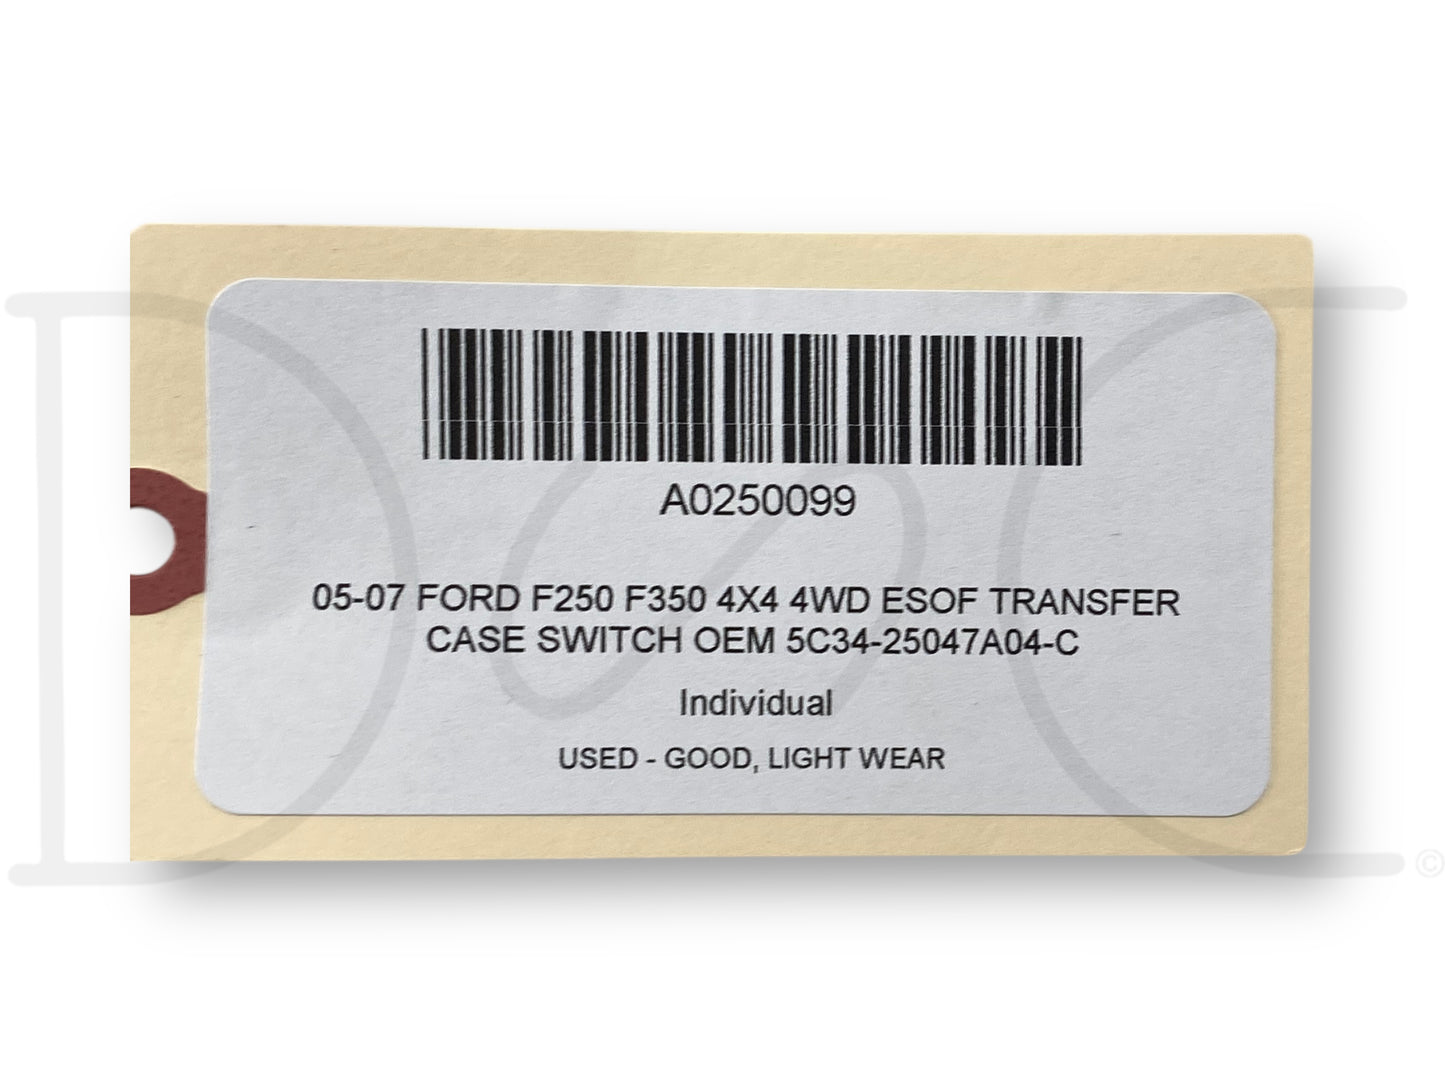 A0250099
05-07 FORD F250 F350 4X4 4WD ESOF TRANSFER
CASE SWITCH OEM 5C34-25047A04-C
Individual
USED - GOOD, LIGHT WEAR
©